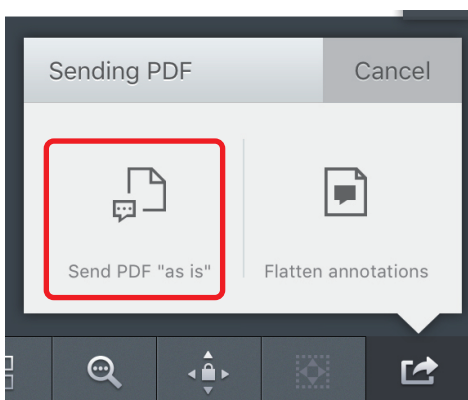 Sending PDF
Cancel
Send PDF "as is"
Flatten annotations